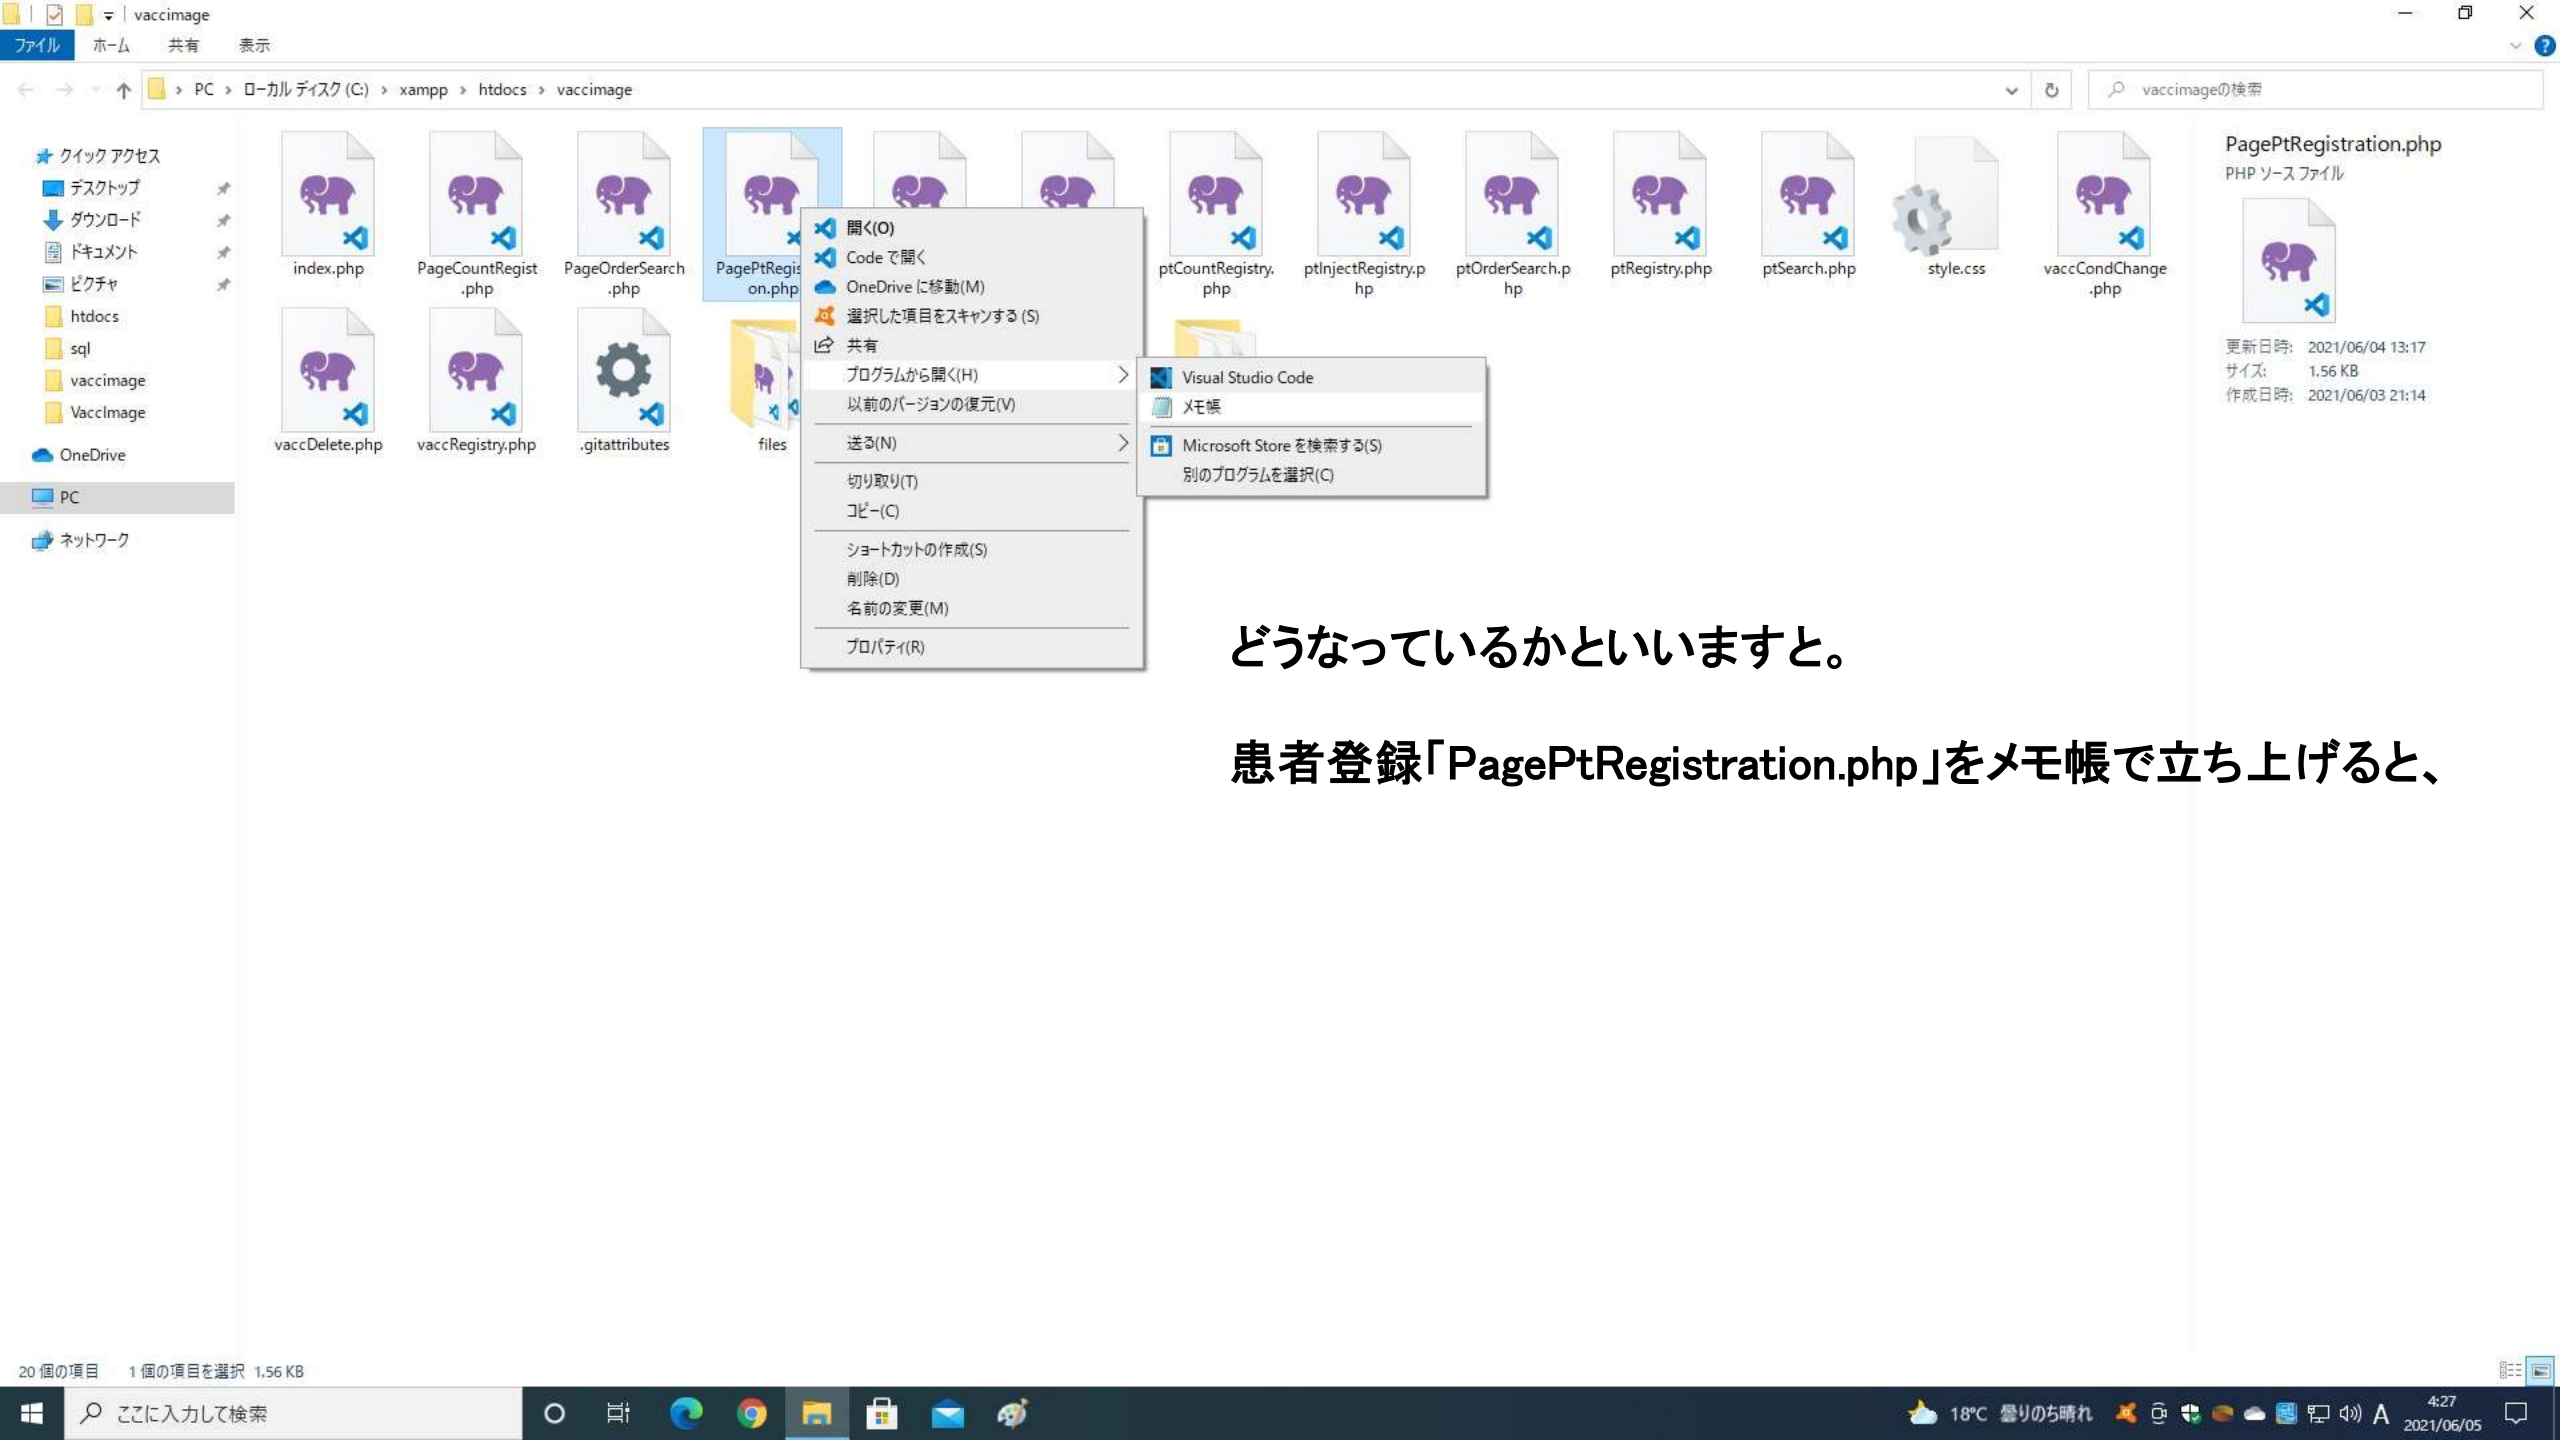 vaccimage
ファイル ホーム 共有 表示
PC › ローカル ディスク (C:) › xampp › htdocs › vaccimage
vaccimageの検索
クイック アクセス
デスクトップ
ダウンロード
ドキュメント
ピクチャ
htdocs
sql
vaccimage
VaccImage
OneDrive
PC
ネットワーク
index.php
PageCountRegist
.php
PageOrderSearch
.php
PagePtRegis
on.php
ptCountRegistry.
php
ptInjectRegistry.p
hp
ptOrderSearch.p
hp
ptRegistry.php
ptSearch.php
style.css
vaccCondChange
.php
vaccDelete.php
vaccRegistry.php
.gitattributes
files
開く(O)
Code で開く
OneDrive に移動(M)
選択した項目をスキャンする (S)
共有
プログラムから開く(H)
以前のバージョンの復元(V)
送る(N)
切り取り(T)
コピー(C)
ショートカットの作成(S)
削除(D)
名前の変更(M)
プロパティ(R)
Visual Studio Code
メモ帳
Microsoft Store を検索する(S)
別のプログラムを選択(C)
PagePtRegistration.php
PHP ソース ファイル
更新日時: 2021/06/04 13:17
サイズ: 1.56 KB
作成日時: 2021/06/03 21:14
どうなっているかといいますと。
患者登録「PagePtRegistration.php」をメモ帳で立ち上げると、
20 個の項目 1 個の項目を選択 1.56 KB
ここに入力して検索
18°C 曇りのち晴れ
A
4:27
2021/06/05